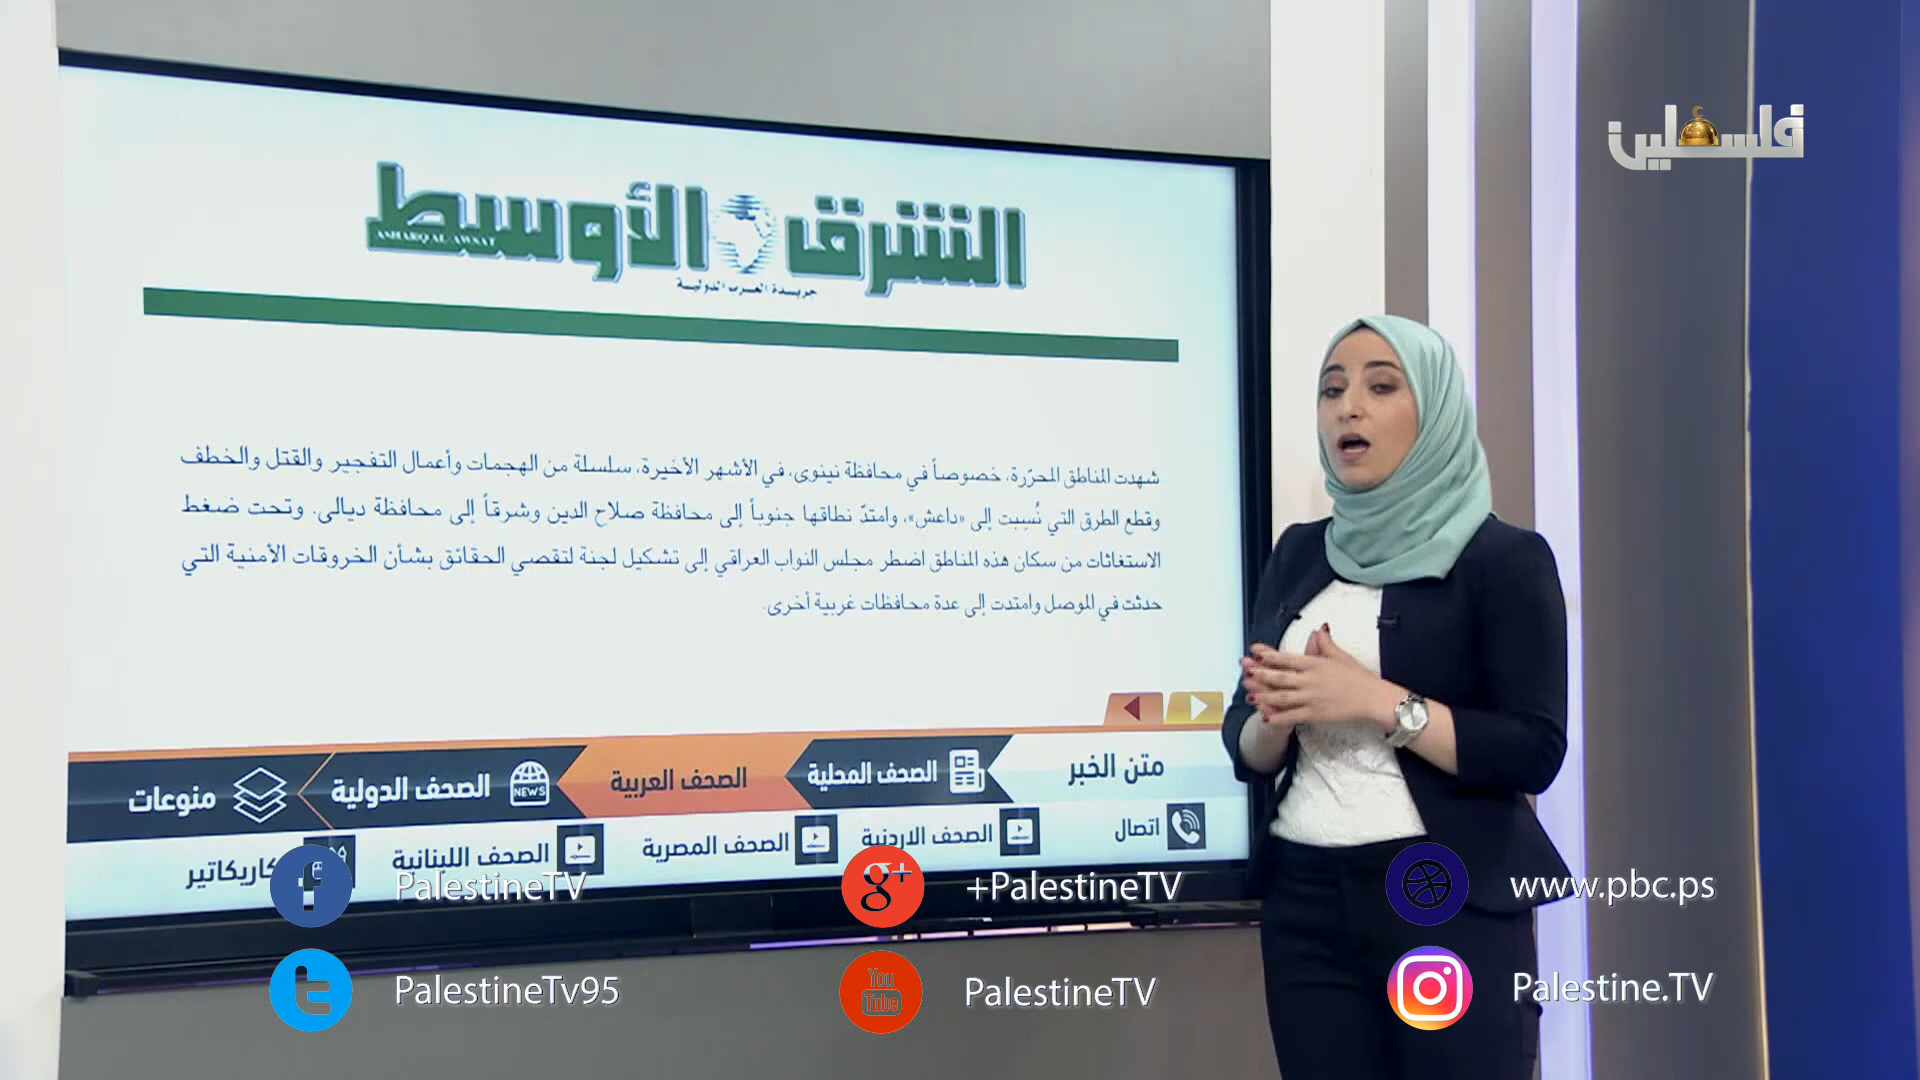 فلسطين
الشرق الأوسط
ASHARQ AL-AWSAT
جريدة العرب الدولية
شهدت المناطق المحرّرة، خصوصاً في محافظة نينوى، في الأشهر الأخيرة، سلسلة من الهجمات وأعمال التفجير والقتل والخطف
وقطع الطرق التي نُسِبت إلى «داعش»، وامتدّ نطاقها جنوباً إلى محافظة صلاح الدين وشرقاً إلى محافظة ديالى. وتحت ضغط
الاستغاثات من سكان هذه المناطق اضطر مجلس النواب العراقي إلى تشكيل لجنة لتقصي الحقائق بشأن الخروقات الأمنية التي
حدثت في الموصل وامتدت إلى عدة محافظات غربية أخرى.
متن الخبر
الصحف المحلية
الصحف العربية
NEWS
الصحف الدولية
منوعات
اتصال
الصحف الاردنية
الصحف المصرية
الصحف اللبنانية
كاريكاتير
f PalestineTV
g+ +PalestineTV
www.pbc.ps
t PalestineTv95
You Tube PalestineTV
Palestine.TV